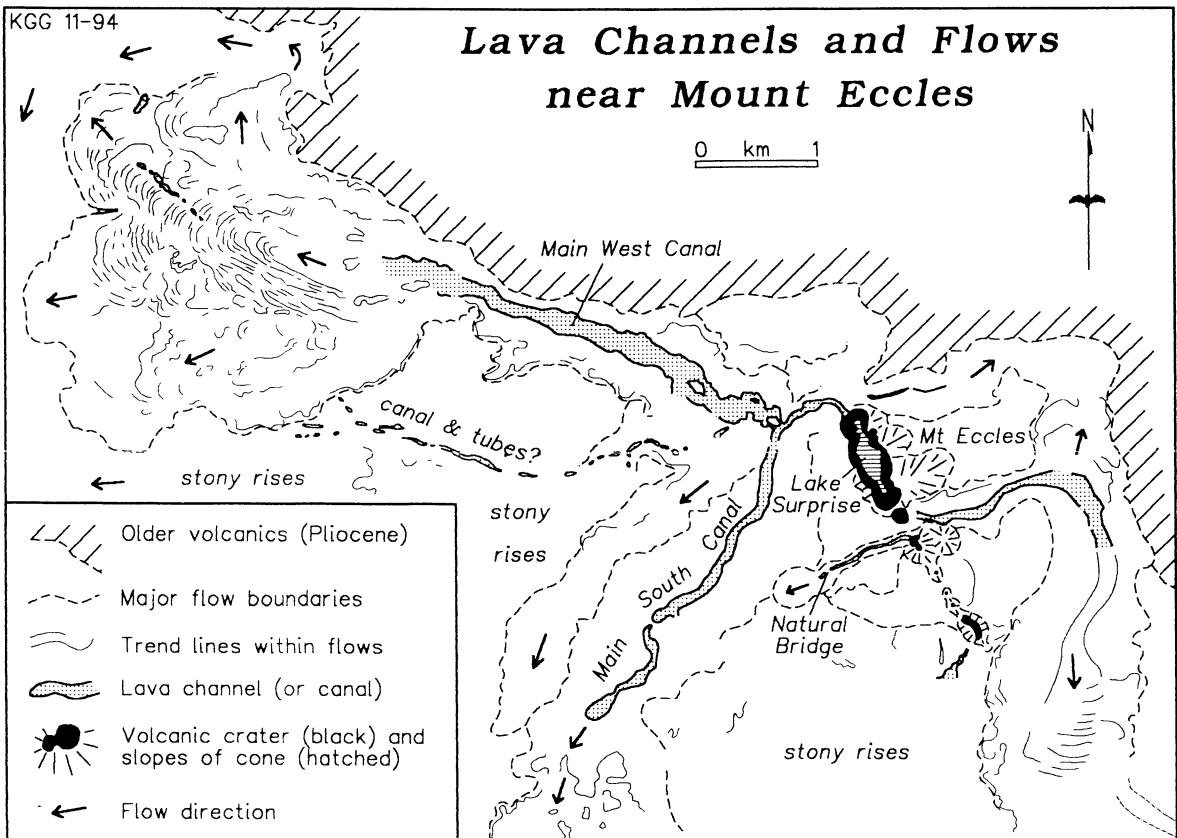 KGG 11-94
Lava Channels and Flows
near Mount Eccles
0 km 1
N
Main West Canal
Mt Eccles
canal & tubes?
Lake
Surprise
stony rises
stony
rises
Main South Canal
Natural
Bridge
stony rises
Older volcanics (Pliocene)
Major flow boundaries
Trend lines within flows
Lava channel (or canal)
Volcanic crater (black) and
slopes of cone (hatched)
Flow direction